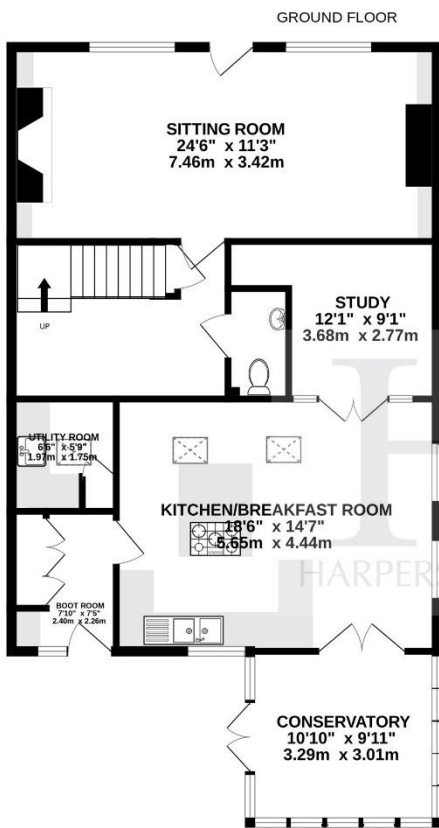 GROUND FLOOR
SITTING ROOM
24'6" x 11'3"
7.46m x 3.42m
UP
STUDY
12'1" x 9'1"
3.68m x 2.77m
UTILITY ROOM
6'6" x 5'9"
1.97m x 1.75m
KITCHEN/BREAKFAST ROOM
18'6" x 14'7"
5.65m x 4.44m
H
HARPERS
BOOT ROOM
7'10" x 7'5"
2.40m x 2.26m
CONSERVATORY
10'10" x 9'11"
3.29m x 3.01m